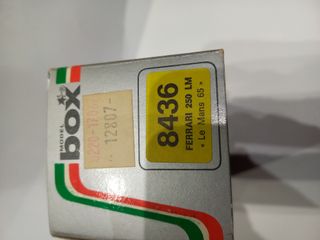 MODEL
box
12807-
8436
FERRARI 250 LM
« Le Mans 65 »